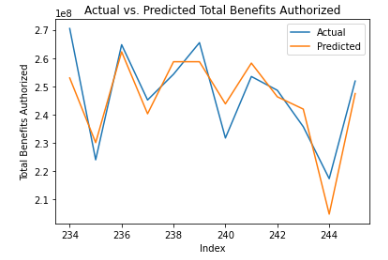 Actual vs. Predicted Total Benefits Authorized
1e8
Actual
Predicted
2.7
2.6
2.5
2.4
2.3
2.2
2.1
Total Benefits Authorized
234 236 238 240 242 244
Index